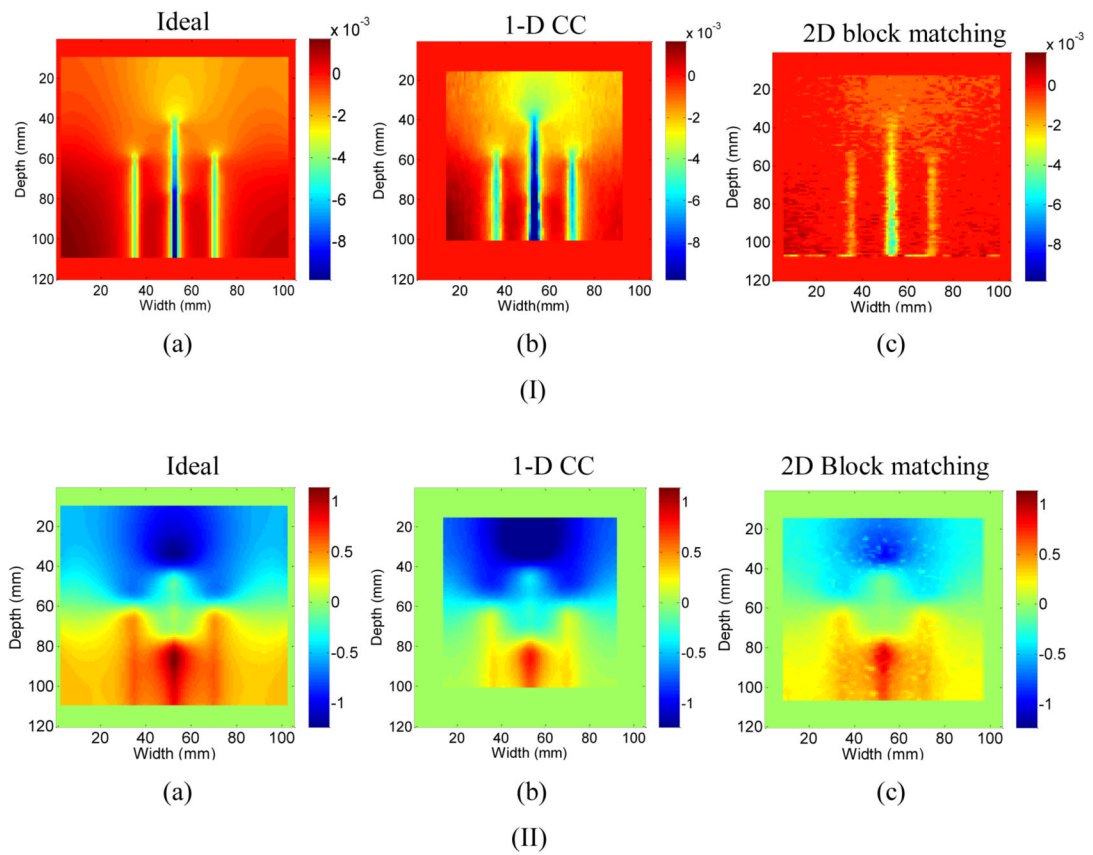 Ideal
1-D CC
2D block matching
x 10-3
x 10-3
x 10-3
0
-2
-4
-6
-8
0
-2
-4
-6
-8
0
-2
-4
-6
-8
Depth (mm)
20
40
60
80
100
120
Depth (mm)
20
40
60
80
100
120
Depth (mm)
20
40
60
80
100
120
20 40 60 80 100
20 40 60 80 100
20 40 60 80 100
Width (mm)
Width(mm)
Width (mm)
(a)
(b)
(c)
(I)
Ideal
1-D CC
2D Block matching
1
0.5
0
-0.5
-1
1
0.5
0
-0.5
-1
1
0.5
0
-0.5
-1
Depth (mm)
20
40
60
80
100
120
Depth (mm)
20
40
60
80
100
120
Depth (mm)
20
40
60
80
100
120
20 40 60 80 100
20 40 60 80 100
20 40 60 80 100
Width (mm)
Width (mm)
Width (mm)
(a)
(b)
(c)
(II)